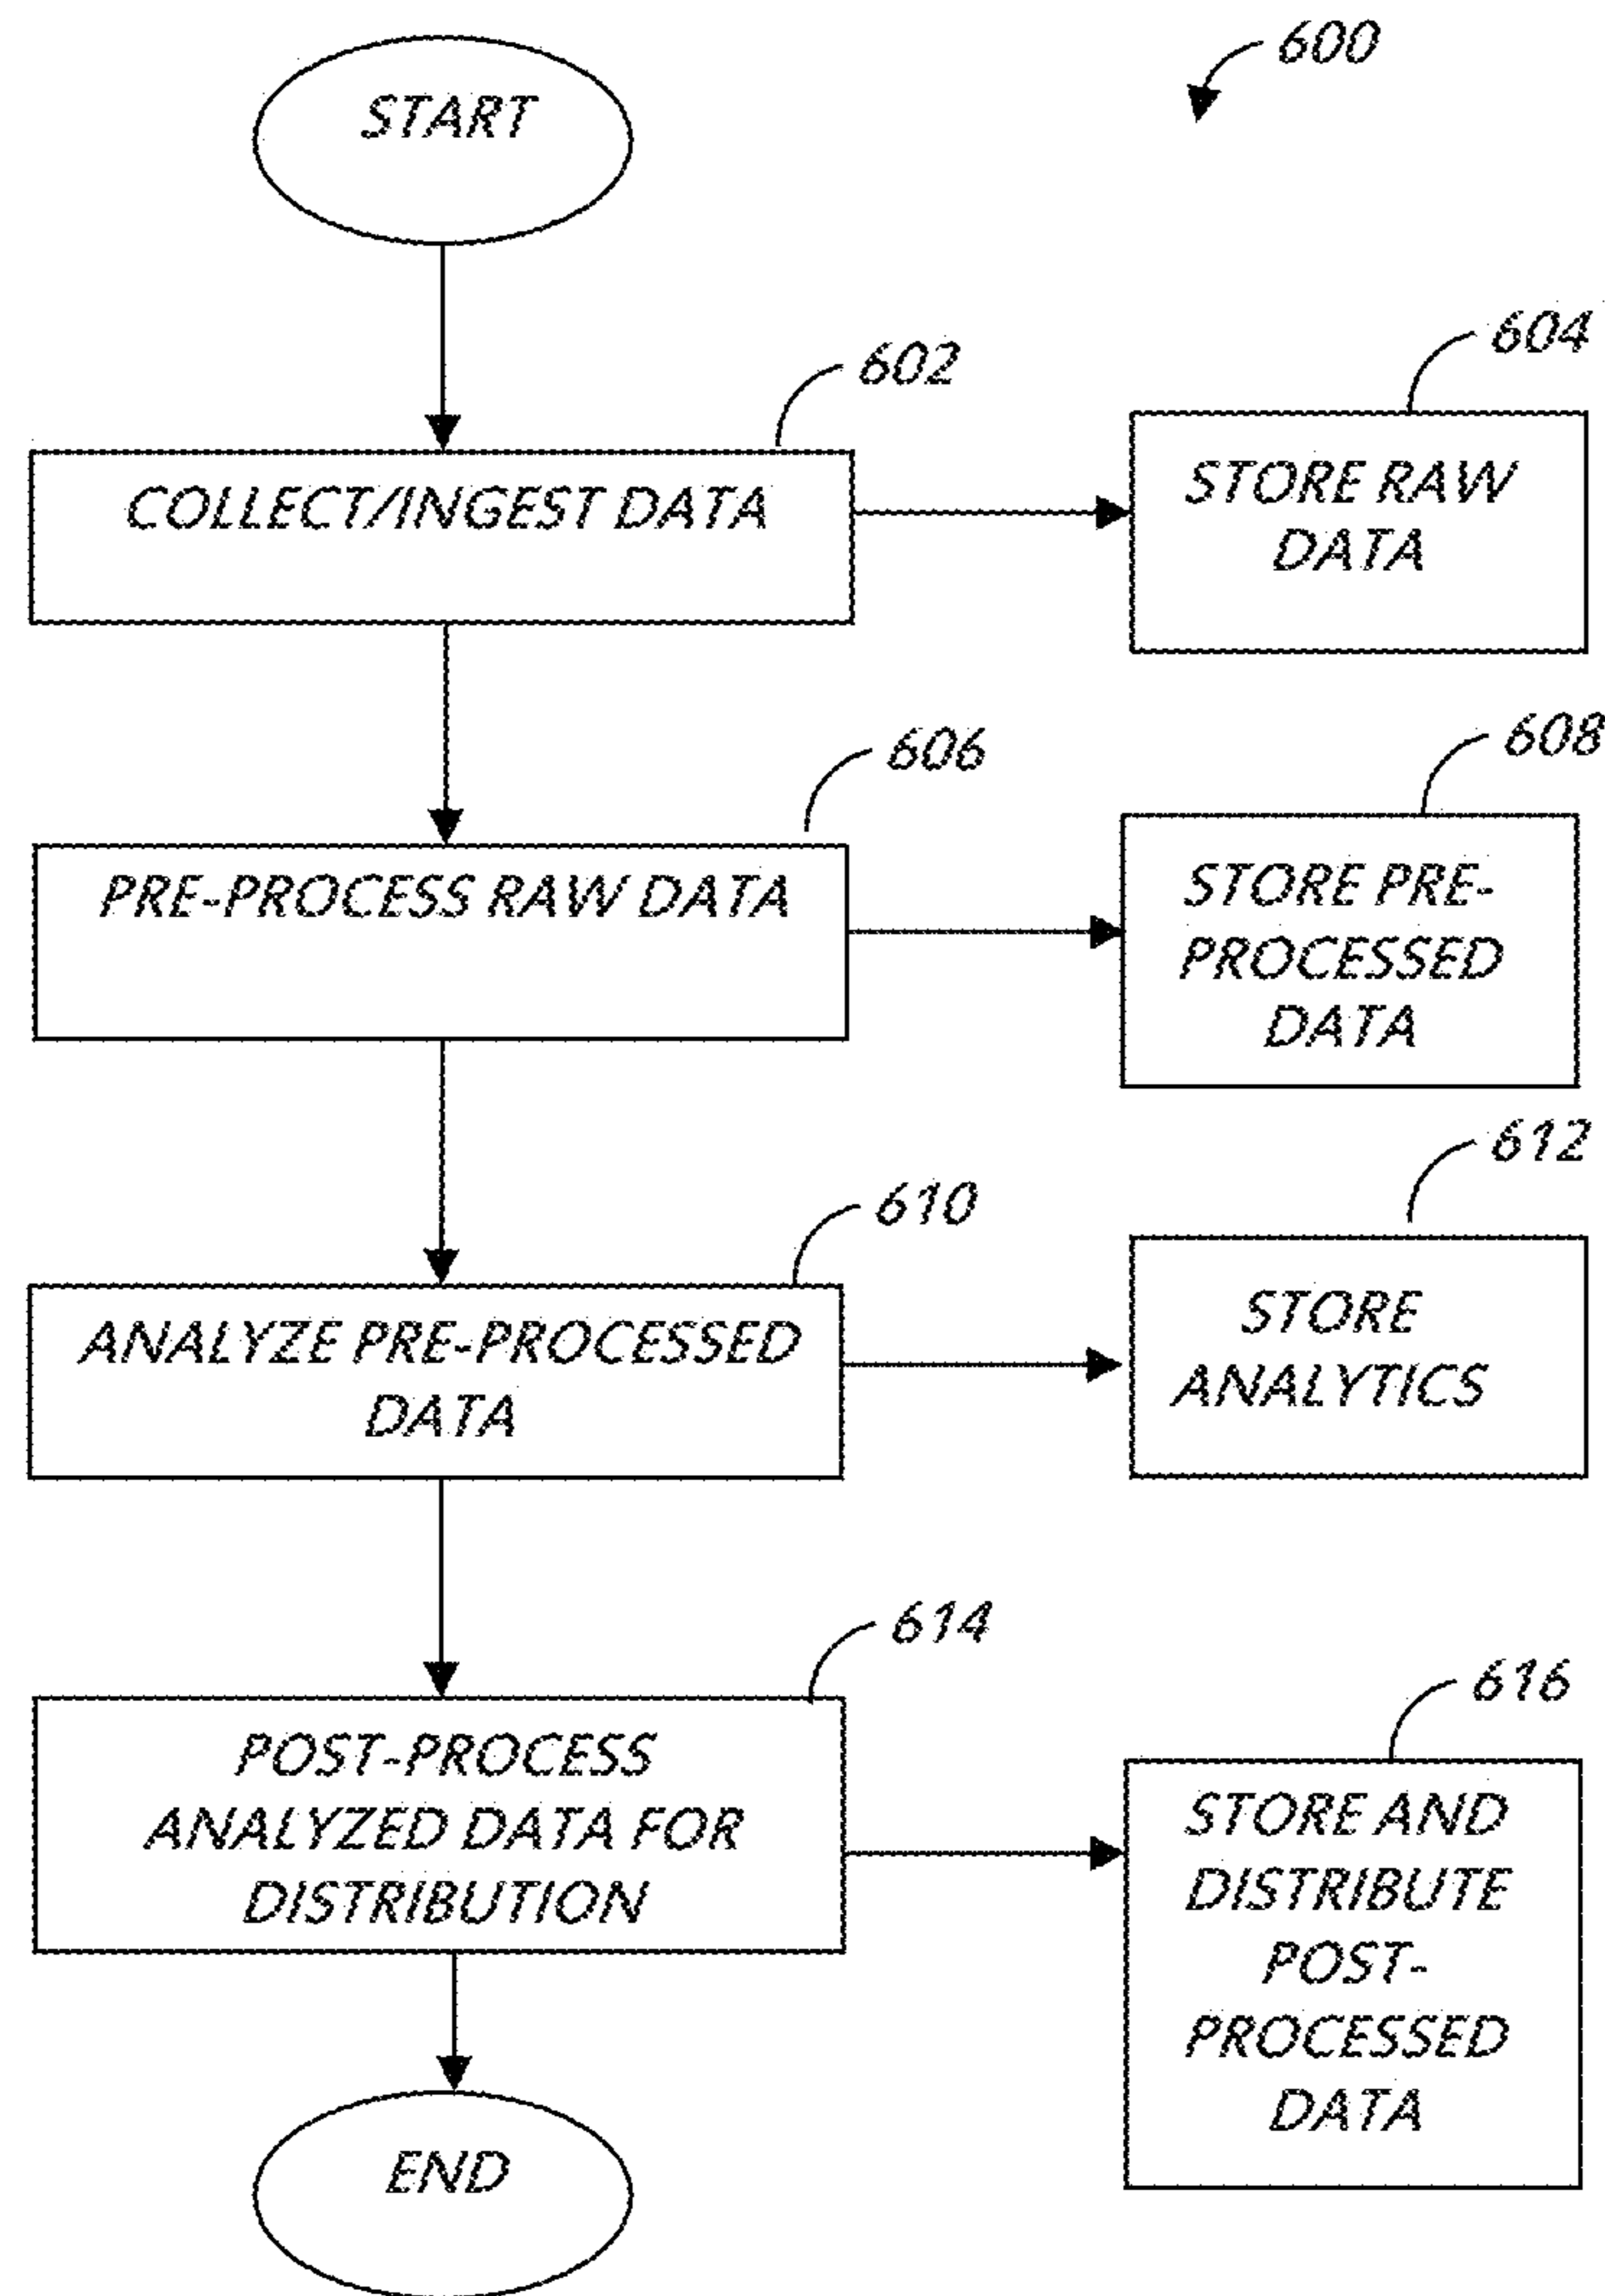 600
START
602
COLLECT/INGEST DATA
604
STORE RAW
DATA
606
PRE-PROCESS RAW DATA
608
STORE PRE-
PROCESSED
DATA
610
ANALYZE PRE-PROCESSED
DATA
612
STORE
ANALYTICS
614
POST-PROCESS
ANALYZED DATA FOR
DISTRIBUTION
616
STORE AND
DISTRIBUTE
POST-
PROCESSED
DATA
END